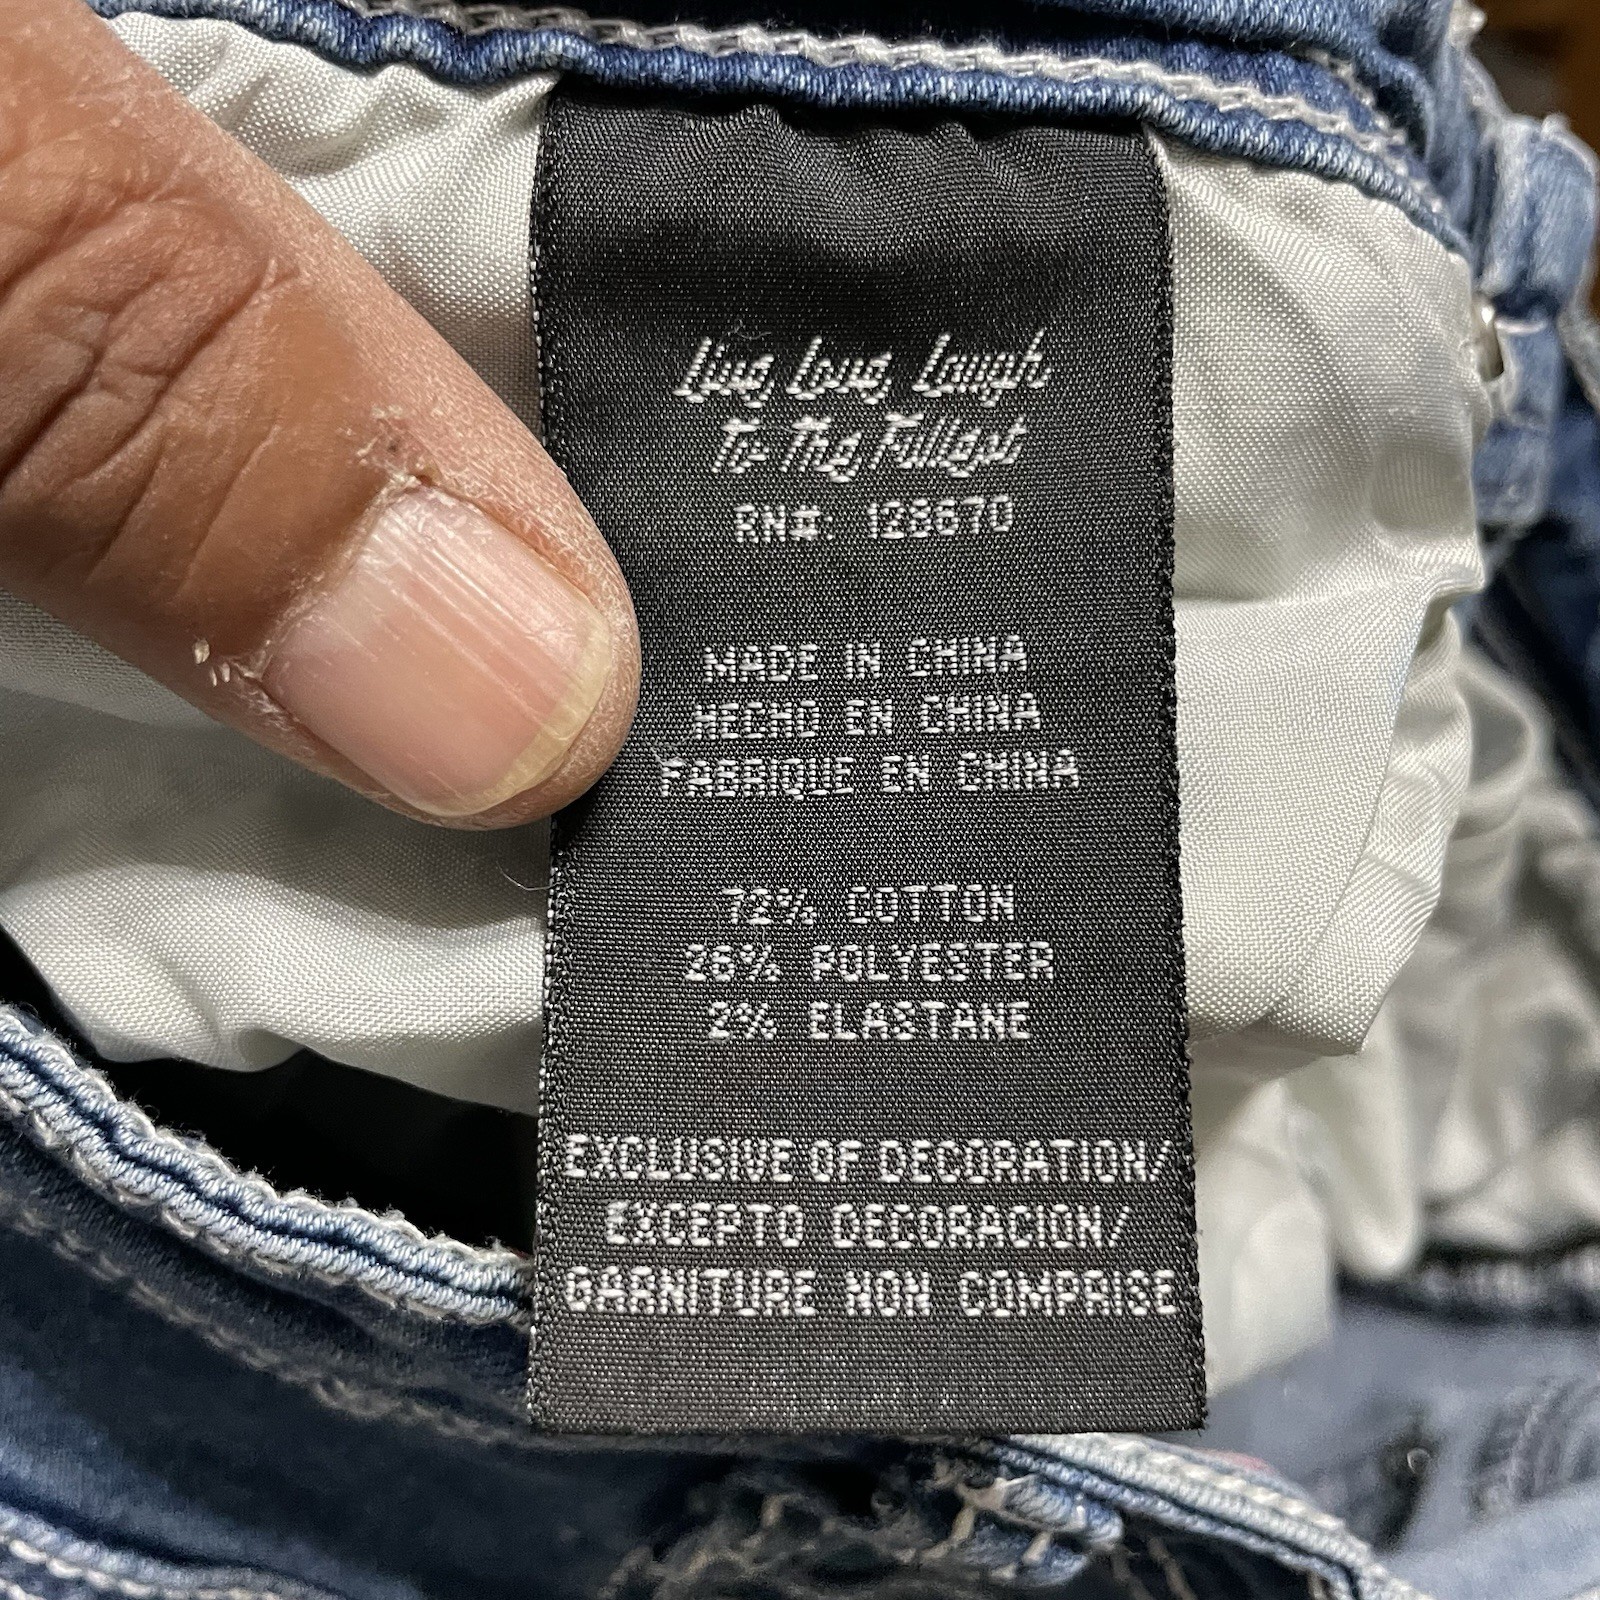 Live, Love, Laugh
To The Fullest
RN#: 128670
MADE IN CHINA
HECHO EN CHINA
FABRIQUE EN CHINA
72% COTTON
26% POLYESTER
2% ELASTANE
EXCLUSIVE OF DECORATION/
EXCEPTO DECORACION/
GARNITURE NON COMPRISE